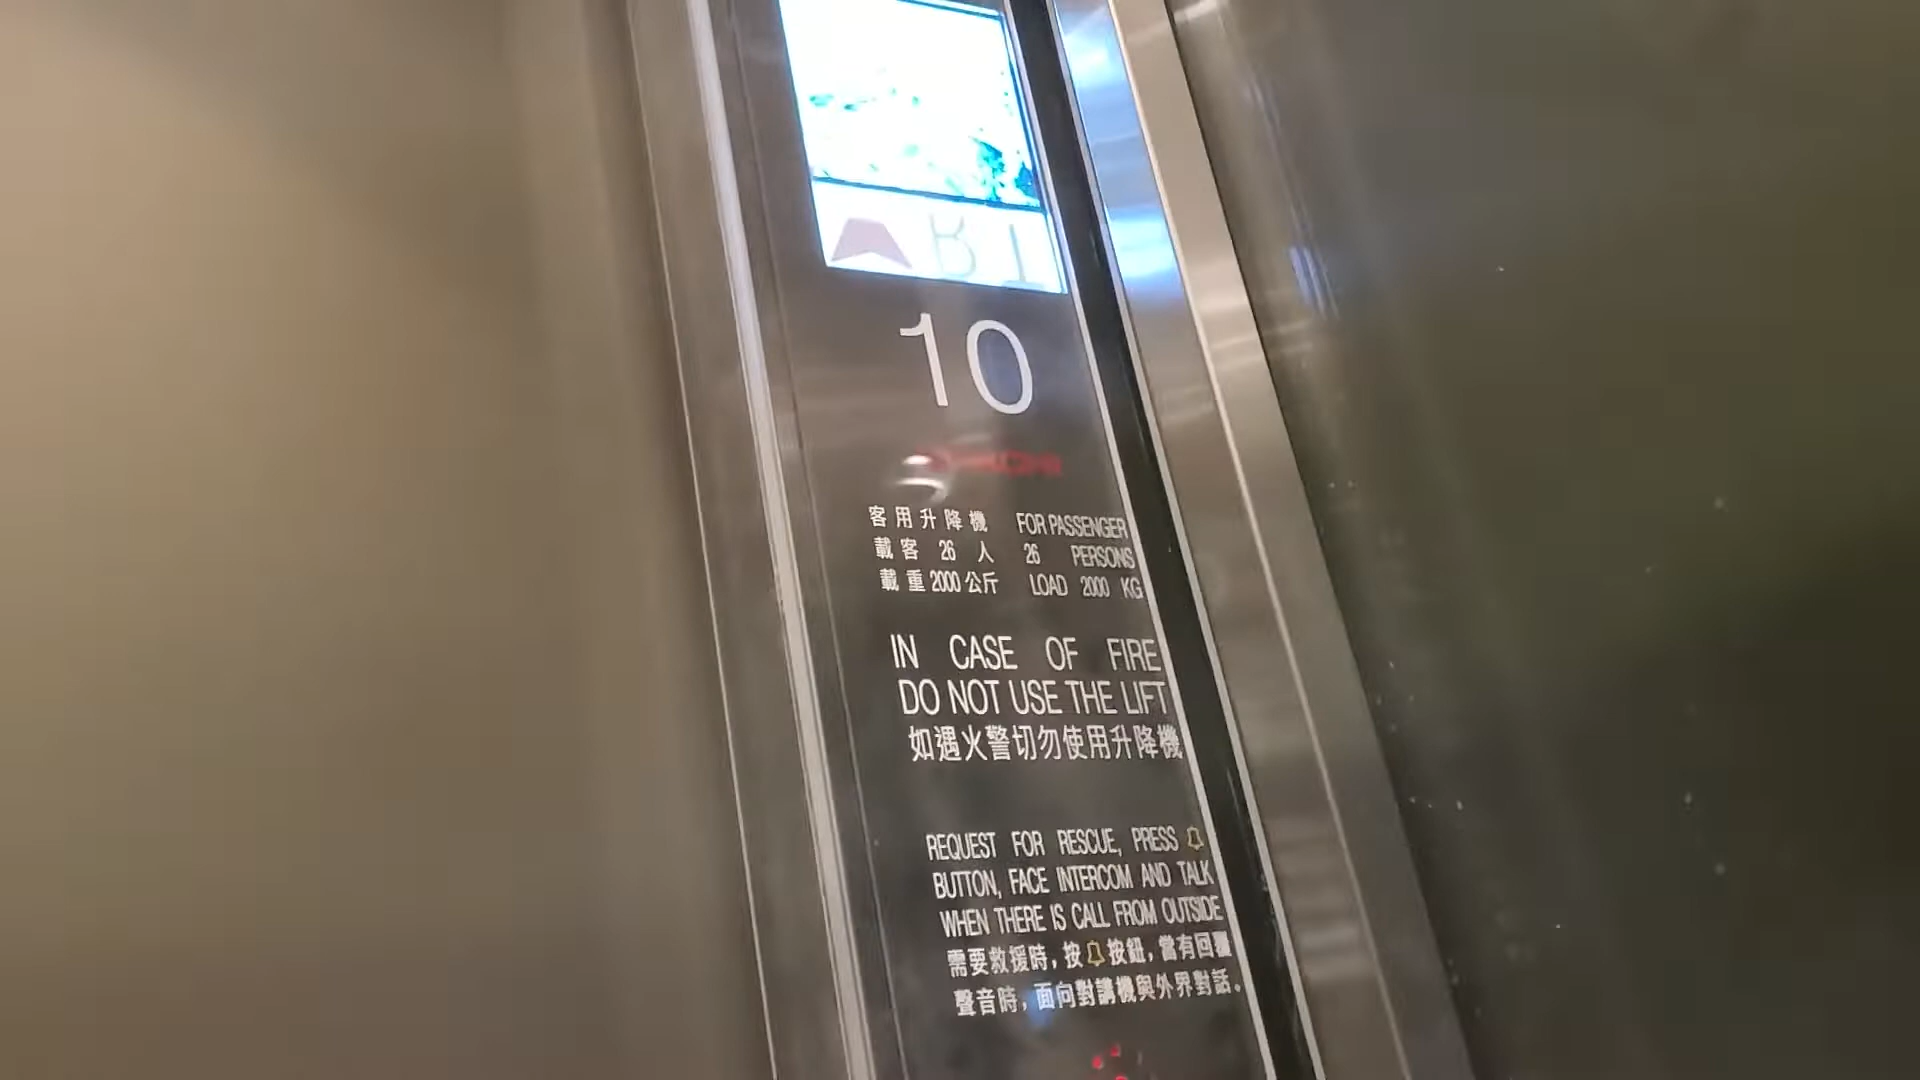 10
客用升降機 FOR PASSENGER
載客 26 人 26 PERSONS
載重 2000 公斤 LOAD 2000 KG
IN CASE OF FIRE
DO NOT USE THE LIFT
如遇火警切勿使用升降機
REQUEST FOR RESCUE, PRESS 🔔
BUTTON, FACE INTERCOM AND TALK
WHEN THERE IS CALL FROM OUTSIDE
需要救援時，按🔔按鈕，當有回覆
聲音時，面向對講機與外界對話。